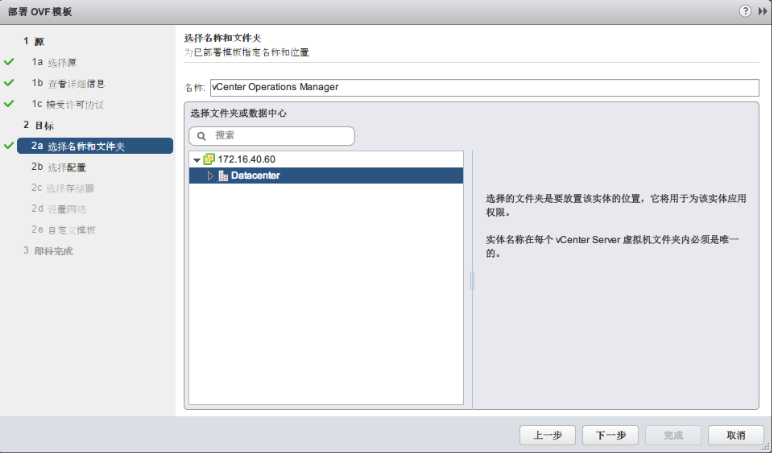 部署 OVF 模板
1 源
1a 选择源
1b 查看详细信息
1c 接受许可协议
2 目标
2a 选择名称和文件夹
2b 选择配置
2c 选择存储器
2d 设置网络
2e 自定义模板
3 即将完成
选择名称和文件夹
为已部署模板指定名称和位置
名称: vCenter Operations Manager
选择文件夹或数据中心
搜索
172.16.40.60
Datacenter
选择的文件夹是要放置该实体的位置，它将用于为该实体应用
权限。
实体名称在每个 vCenter Server 虚拟机文件夹内必须是唯一
的。
上一步 下一步 完成 取消